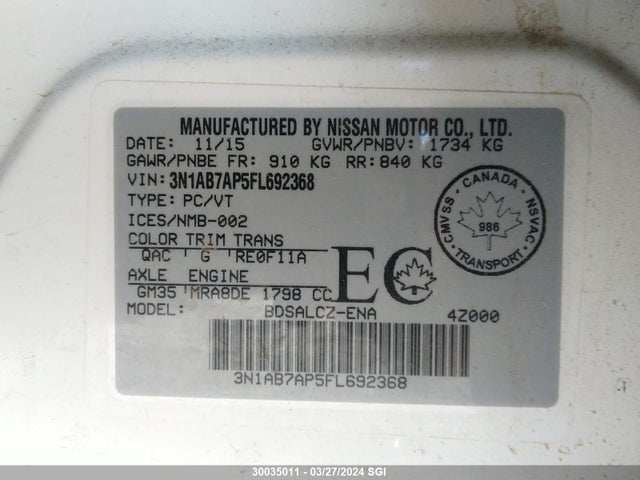 MANUFACTURED BY NISSAN MOTOR CO., LTD.
DATE: 11/15 GVWR/PNBV: 1734 KG
GAWR/PNBE FR: 910 KG RR: 840 KG
VIN: 3N1AB7AP5FL692368
TYPE: PC/VT
ICES/NMB-002
COLOR TRIM TRANS
QAC G RE0F11A
AXLE ENGINE
GM35 MRA8DE 1798 CC
MODEL: BDSALCZ-ENA 4Z000
EC
CANADA
CMVSS 986 NSVAC
TRANSPORT
3N1AB7AP5FL692368
30035011 — 03/27/2024 SGI